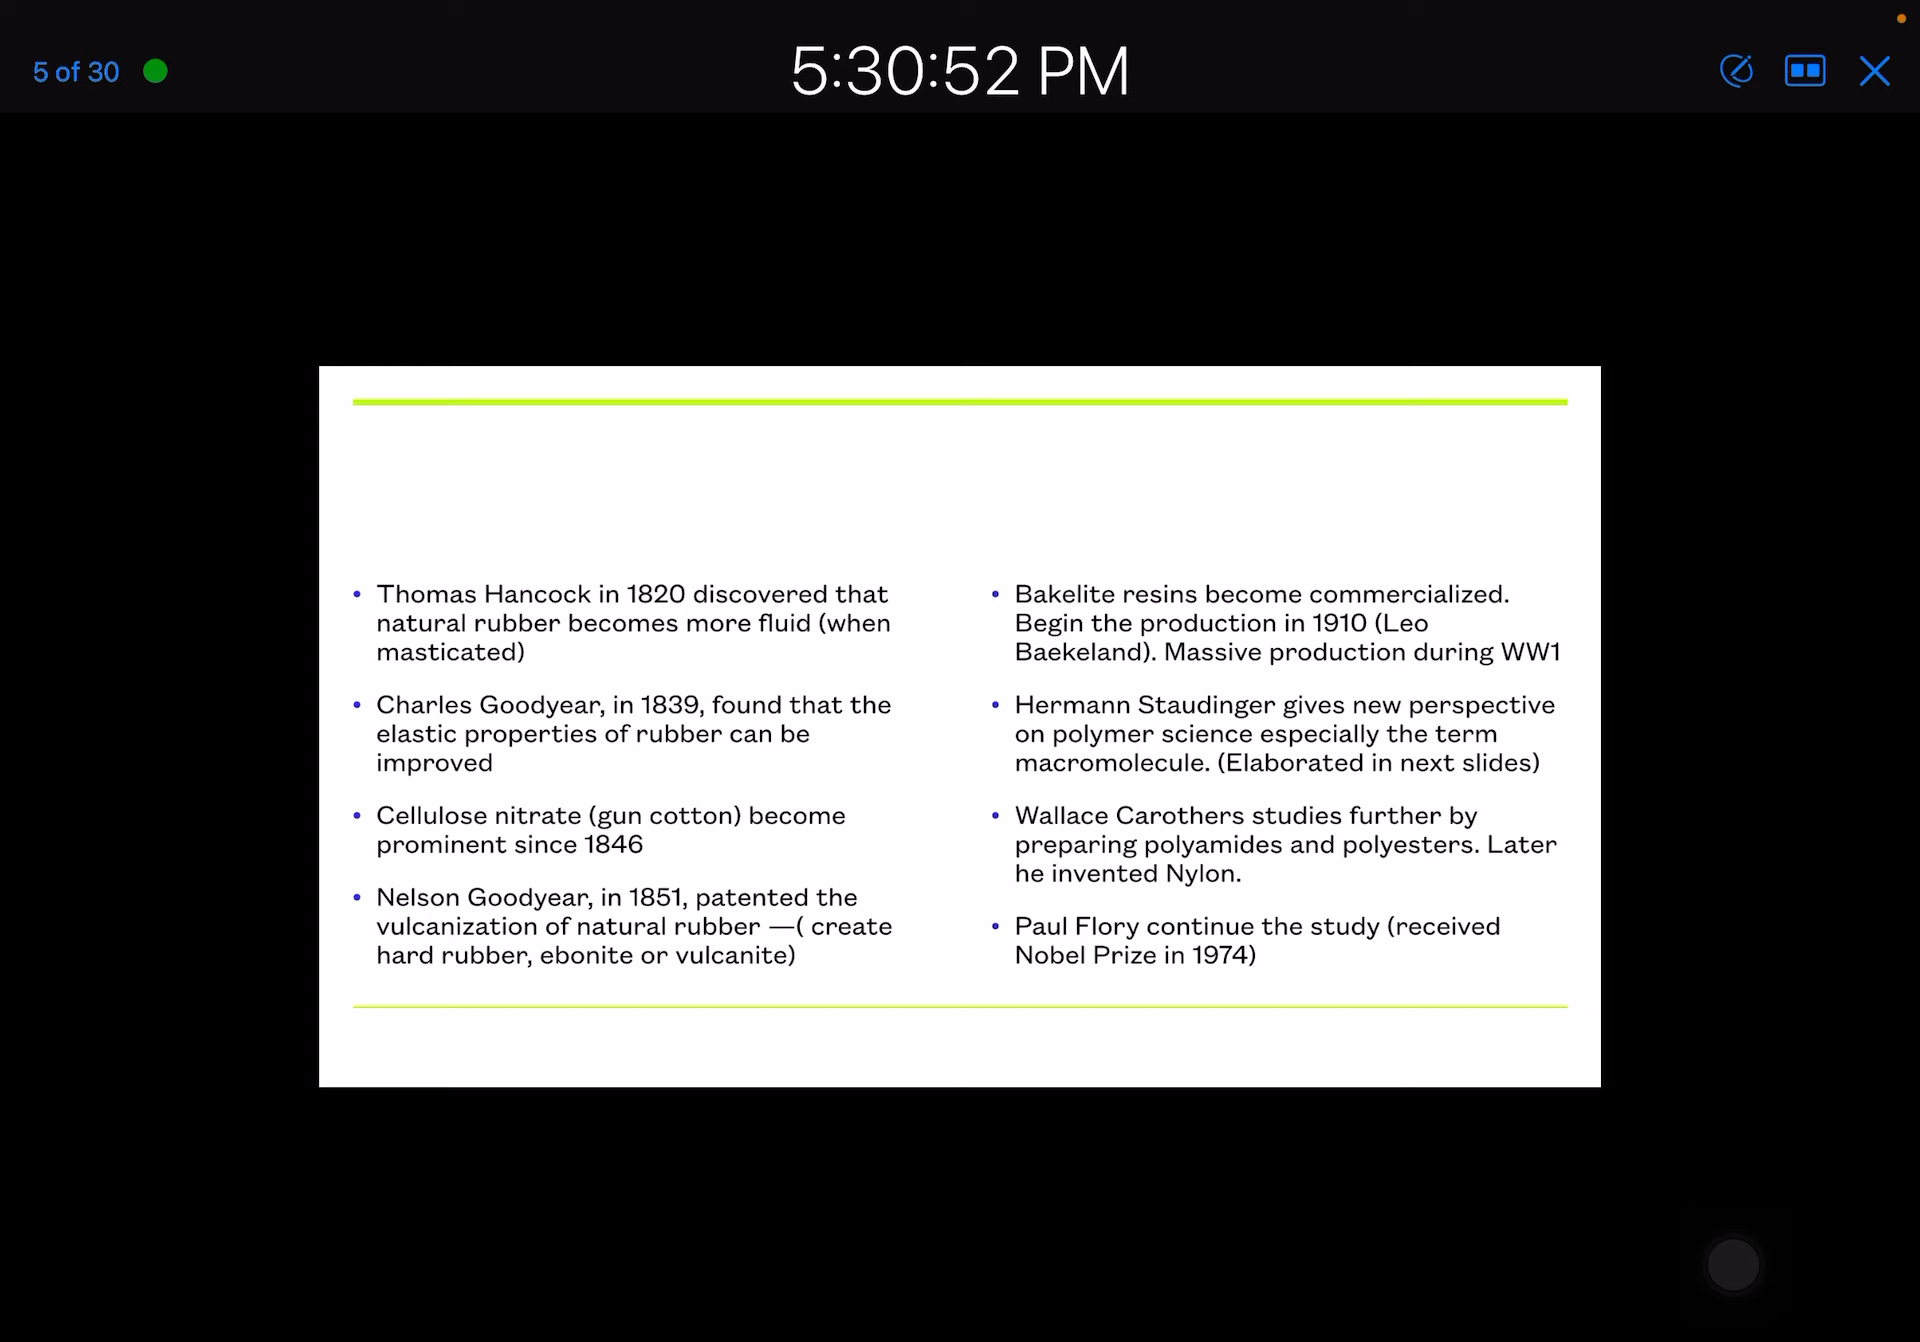 5 of 30
5:30:52 PM
• Thomas Hancock in 1820 discovered that
natural rubber becomes more fluid (when
masticated)
• Charles Goodyear, in 1839, found that the
elastic properties of rubber can be
improved
• Cellulose nitrate (gun cotton) become
prominent since 1846
• Nelson Goodyear, in 1851, patented the
vulcanization of natural rubber —( create
hard rubber, ebonite or vulcanite)
• Bakelite resins become commercialized.
Begin the production in 1910 (Leo
Baekeland). Massive production during WW1
• Hermann Staudinger gives new perspective
on polymer science especially the term
macromolecule. (Elaborated in next slides)
• Wallace Carothers studies further by
preparing polyamides and polyesters. Later
he invented Nylon.
• Paul Flory continue the study (received
Nobel Prize in 1974)